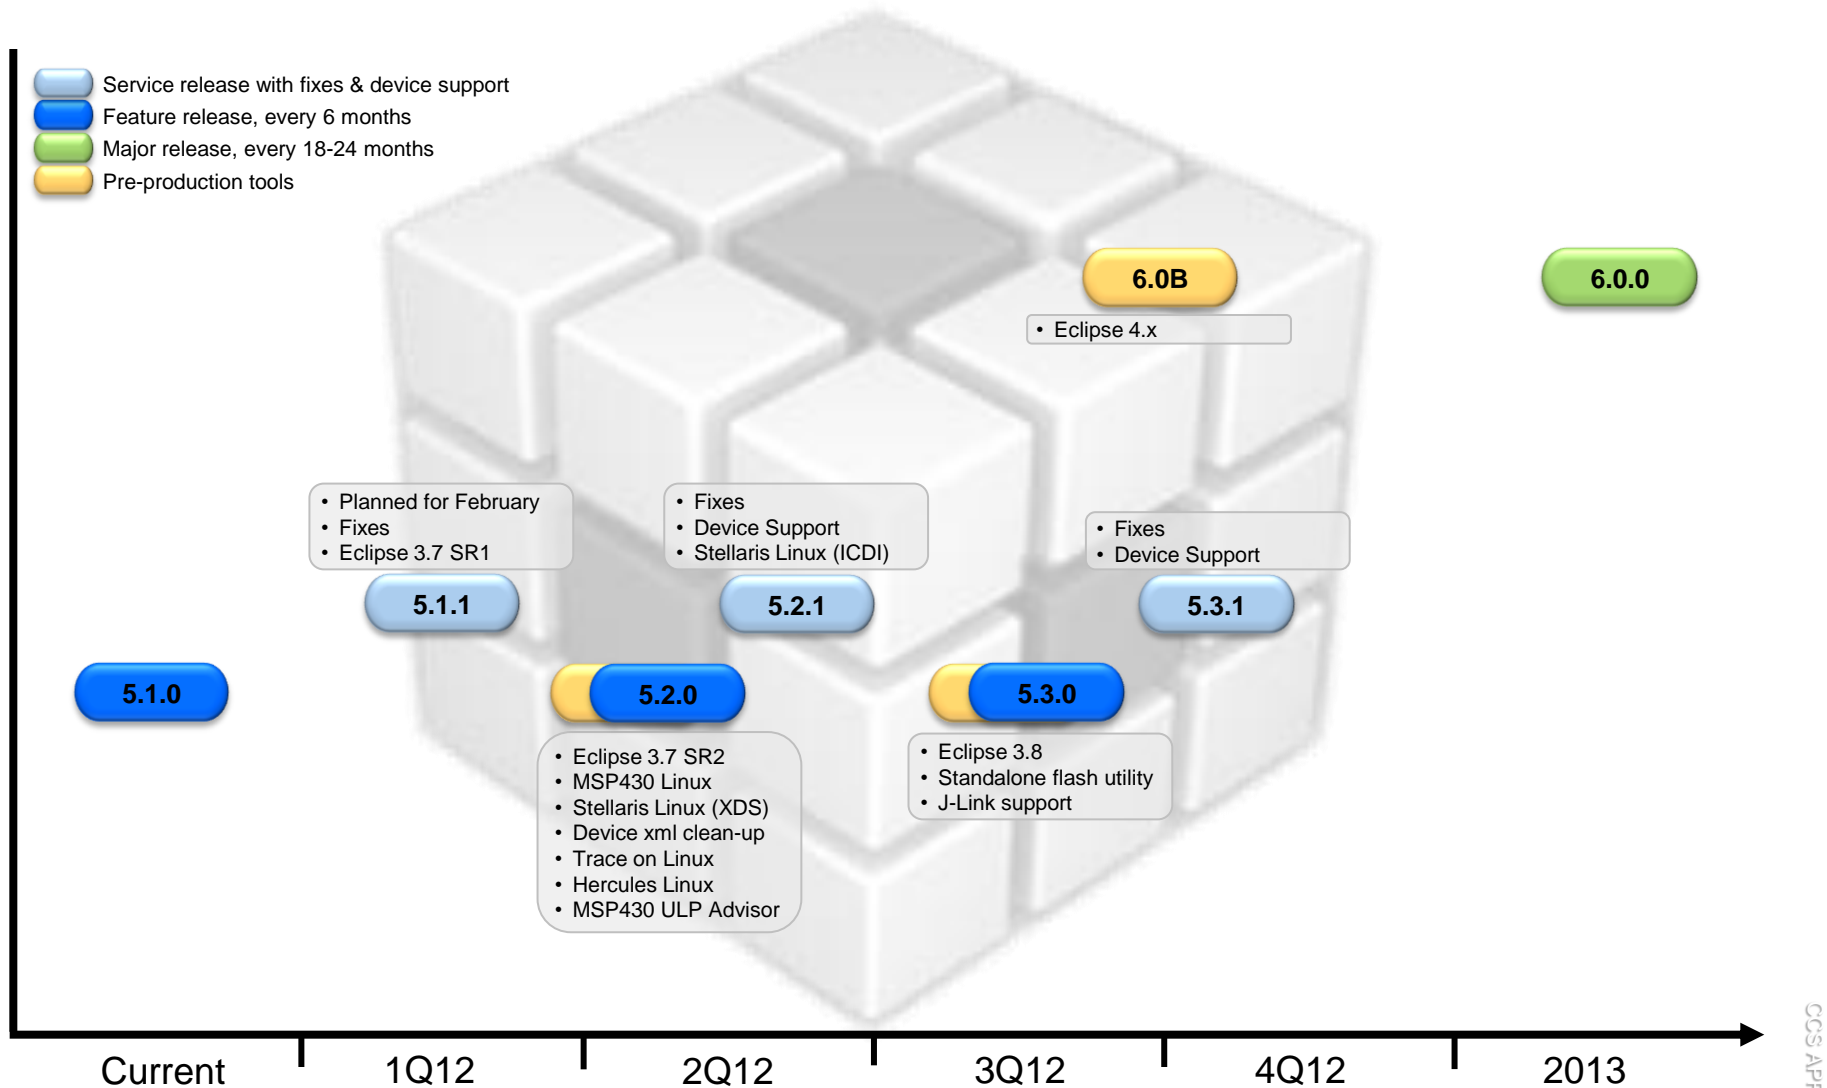 Service release with fixes & device support
Feature release, every 6 months
Major release, every 18-24 months
Pre-production tools
6.0B
• Eclipse 4.x
6.0.0
• Planned for February
• Fixes
• Eclipse 3.7 SR1
5.1.1
• Fixes
• Device Support
• Stellaris Linux (ICDI)
5.2.1
• Fixes
• Device Support
5.3.1
5.1.0
5.2.0
• Eclipse 3.7 SR2
• MSP430 Linux
• Stellaris Linux (XDS)
• Device xml clean-up
• Trace on Linux
• Hercules Linux
• MSP430 ULP Advisor
5.3.0
• Eclipse 3.8
• Standalone flash utility
• J-Link support
Current
1Q12
2Q12
3Q12
4Q12
2013
CCS